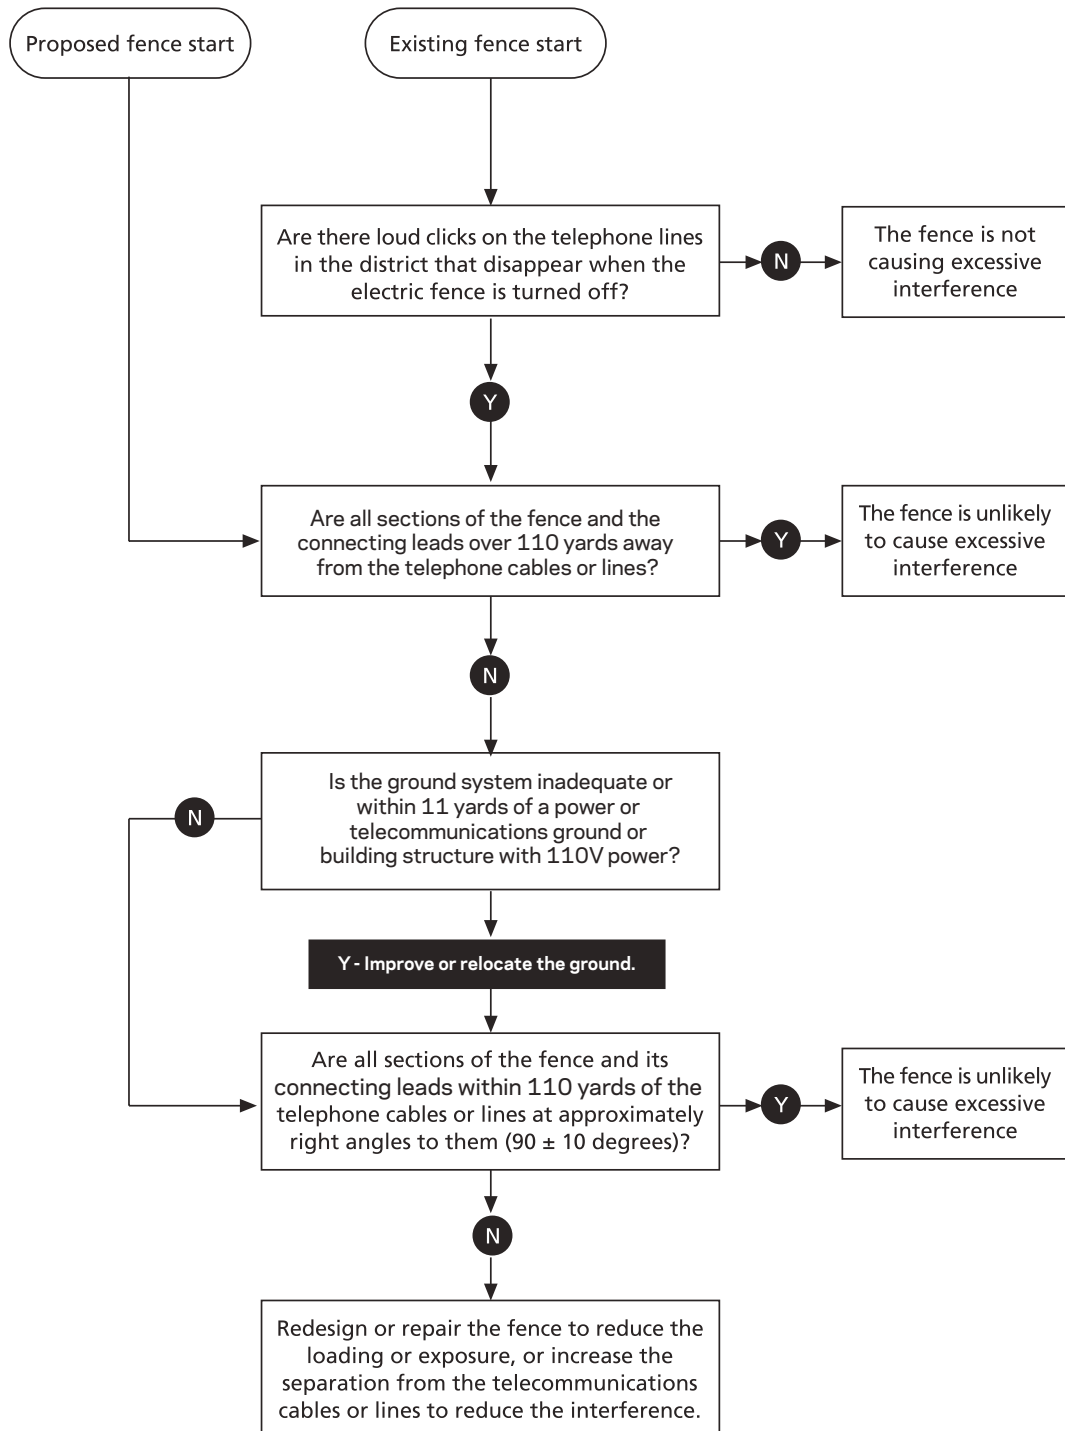 Proposed fence start
Existing fence start
Are there loud clicks on the telephone lines
in the district that disappear when the
electric fence is turned off?
N
The fence is not
causing excessive
interference
Y
Are all sections of the fence and the
connecting leads over 110 yards away
from the telephone cables or lines?
Y
The fence is unlikely
to cause excessive
interference
N
Is the ground system inadequate or
within 11 yards of a power or
telecommunications ground or
building structure with 110V power?
N
Y - Improve or relocate the ground.
Are all sections of the fence and its
connecting leads within 110 yards of the
telephone cables or lines at approximately
right angles to them (90 ± 10 degrees)?
Y
The fence is unlikely
to cause excessive
interference
N
Redesign or repair the fence to reduce the
loading or exposure, or increase the
separation from the telecommunications
cables or lines to reduce the interference.